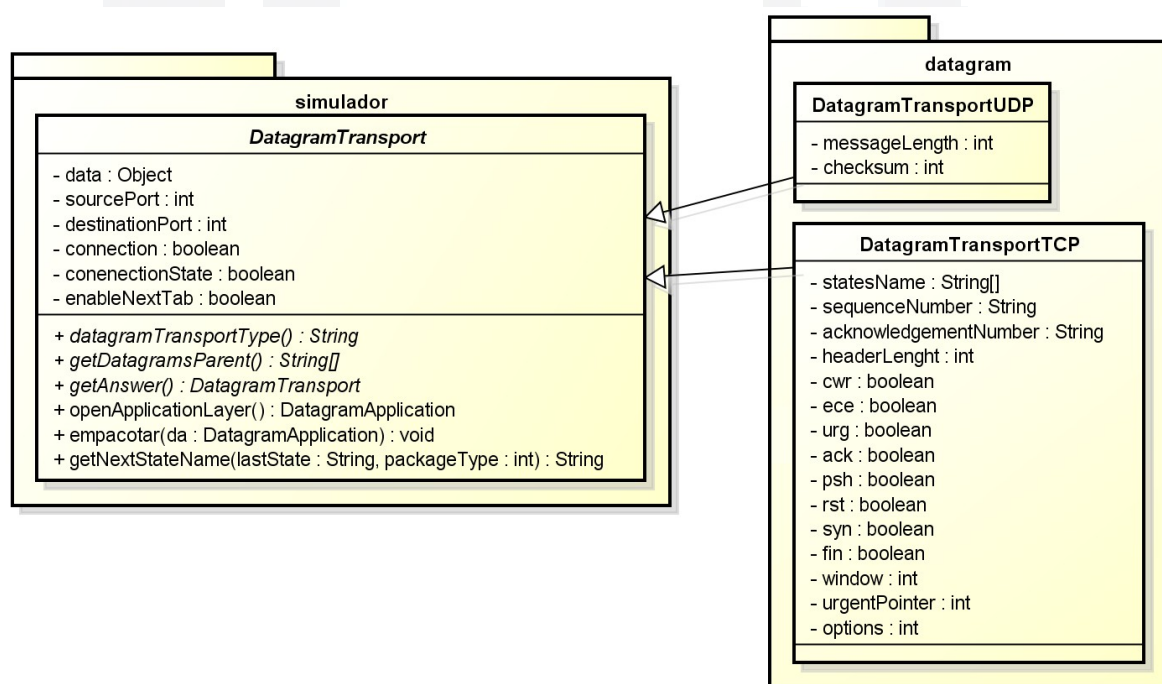 simulador
DatagramTransport
- data : Object
- sourcePort : int
- destinationPort : int
- connection : boolean
- conenectionState : boolean
- enableNextTab : boolean
+ datagramTransportType() : String
+ getDatagramsParent() : String[]
+ getAnswer() : DatagramTransport
+ openApplicationLayer() : DatagramApplication
+ empacotar(da : DatagramApplication) : void
+ getNextStateName(lastState : String, packageType : int) : String
datagram
DatagramTransportUDP
- messageLength : int
- checksum : int
DatagramTransportTCP
- statesName : String[]
- sequenceNumber : String
- acknowledgementNumber : String
- headerLenght : int
- cwr : boolean
- ece : boolean
- urg : boolean
- ack : boolean
- psh : boolean
- rst : boolean
- syn : boolean
- fin : boolean
- window : int
- urgentPointer : int
- options : int